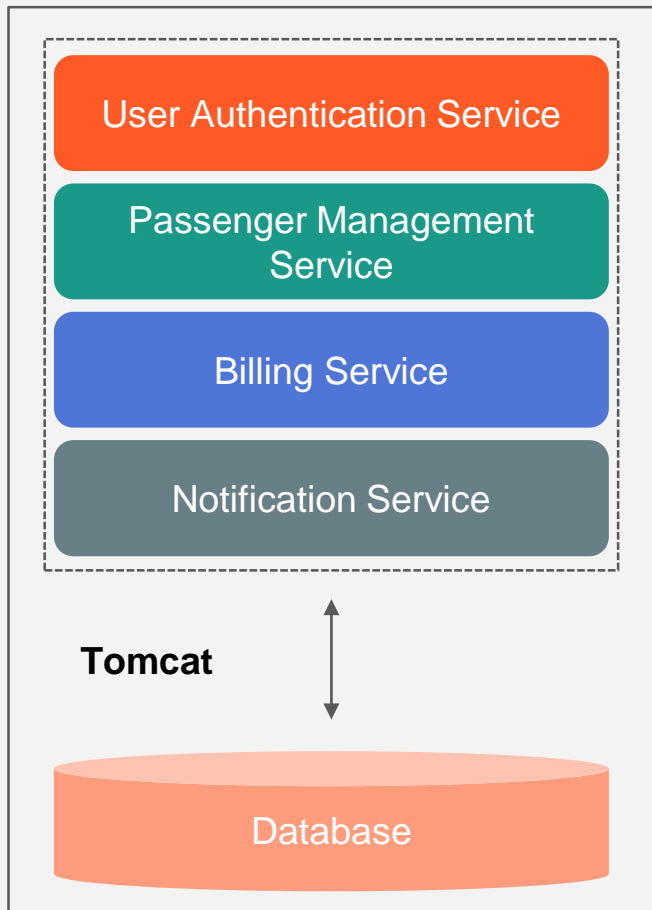 User Authentication Service
Passenger Management
Service
Billing Service
Notification Service
Tomcat
Database